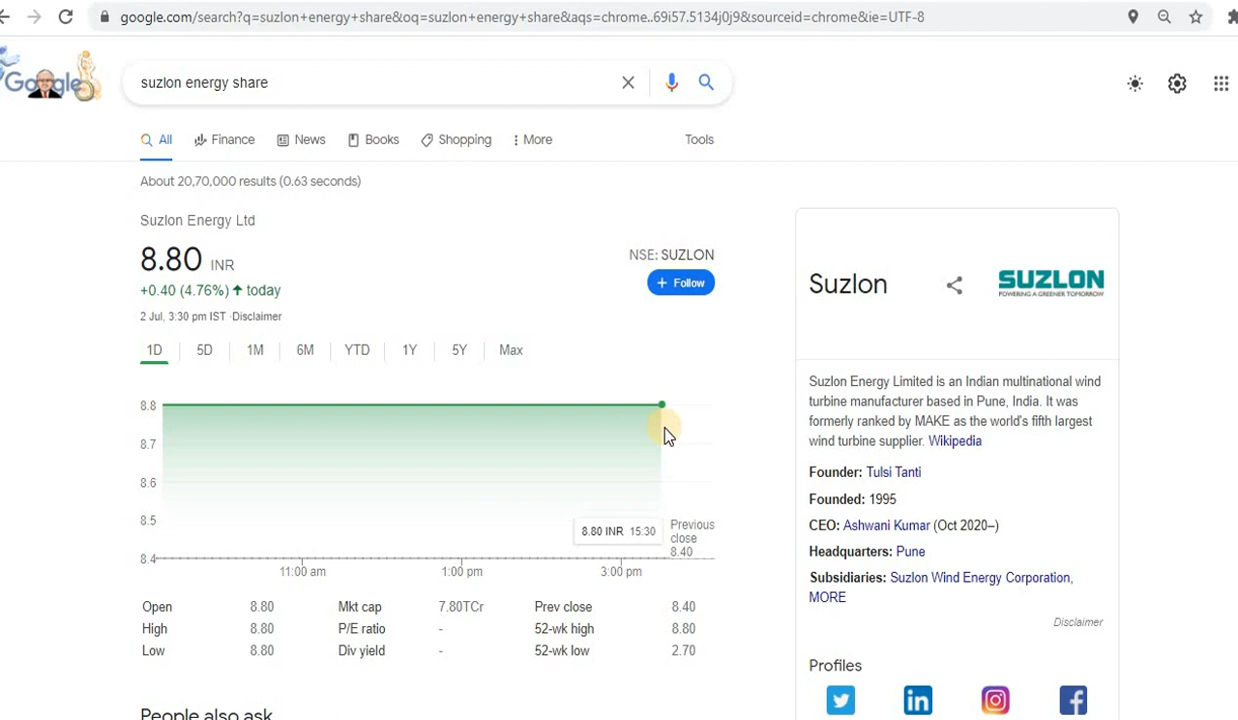 google.com/search?q=suzlon+energy+share&oq=suzlon+energy+share&aqs=chrome..69i57.5134j0j9&sourceid=chrome&ie=UTF-8
Google
suzlon energy share
All Finance News Books Shopping More Tools
About 20,70,000 results (0.63 seconds)
Suzlon Energy Ltd
8.80 INR
NSE: SUZLON
+ Follow
+0.40 (4.76%) ↑ today
2 Jul, 3:30 pm IST ·Disclaimer
1D 5D 1M 6M YTD 1Y 5Y Max
8.8
8.7
8.6
8.5
8.4
8.80 INR 15:30
Previous
close
8.40
11:00 am 1:00 pm 3:00 pm
Open 8.80 Mkt cap 7.80TCr Prev close 8.40
High 8.80 P/E ratio - 52-wk high 8.80
Low 8.80 Div yield - 52-wk low 2.70
People also ask
Suzlon
SUZLON
POWERING A GREENER TOMORROW
Suzlon Energy Limited is an Indian multinational wind
turbine manufacturer based in Pune, India. It was
formerly ranked by MAKE as the world's fifth largest
wind turbine supplier. Wikipedia
Founder: Tulsi Tanti
Founded: 1995
CEO: Ashwani Kumar (Oct 2020–)
Headquarters: Pune
Subsidiaries: Suzlon Wind Energy Corporation,
MORE
Disclaimer
Profiles